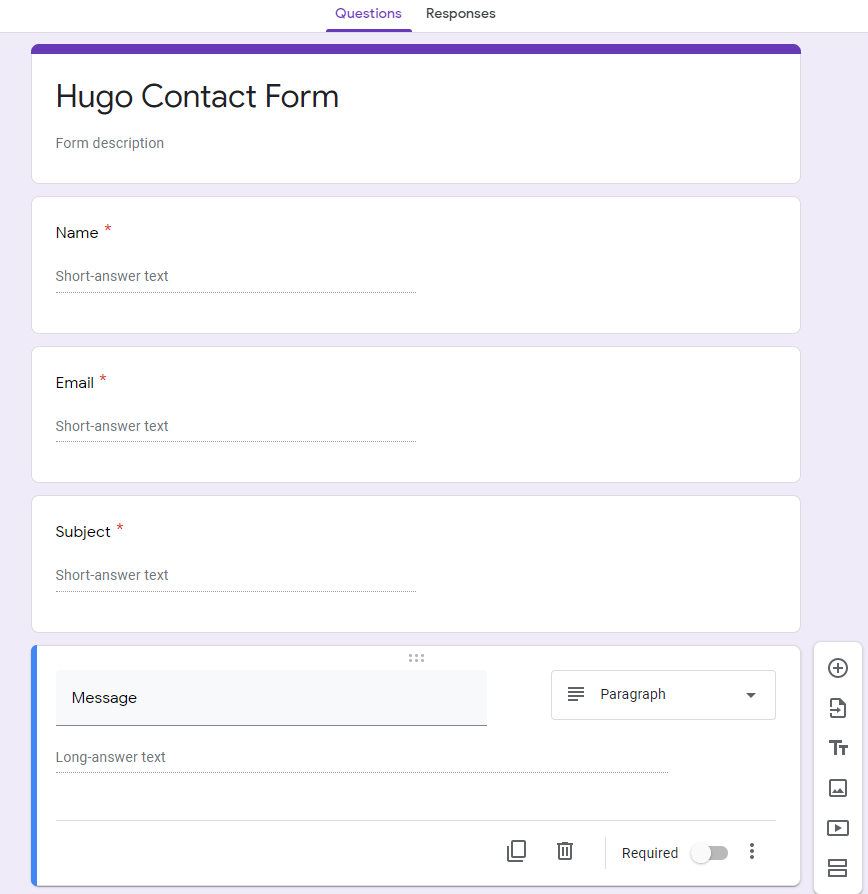 Questions Responses
Hugo Contact Form
Form description
Name *
Short-answer text
Email *
Short-answer text
Subject *
Short-answer text
Message
Paragraph
Long-answer text
Required
Tт